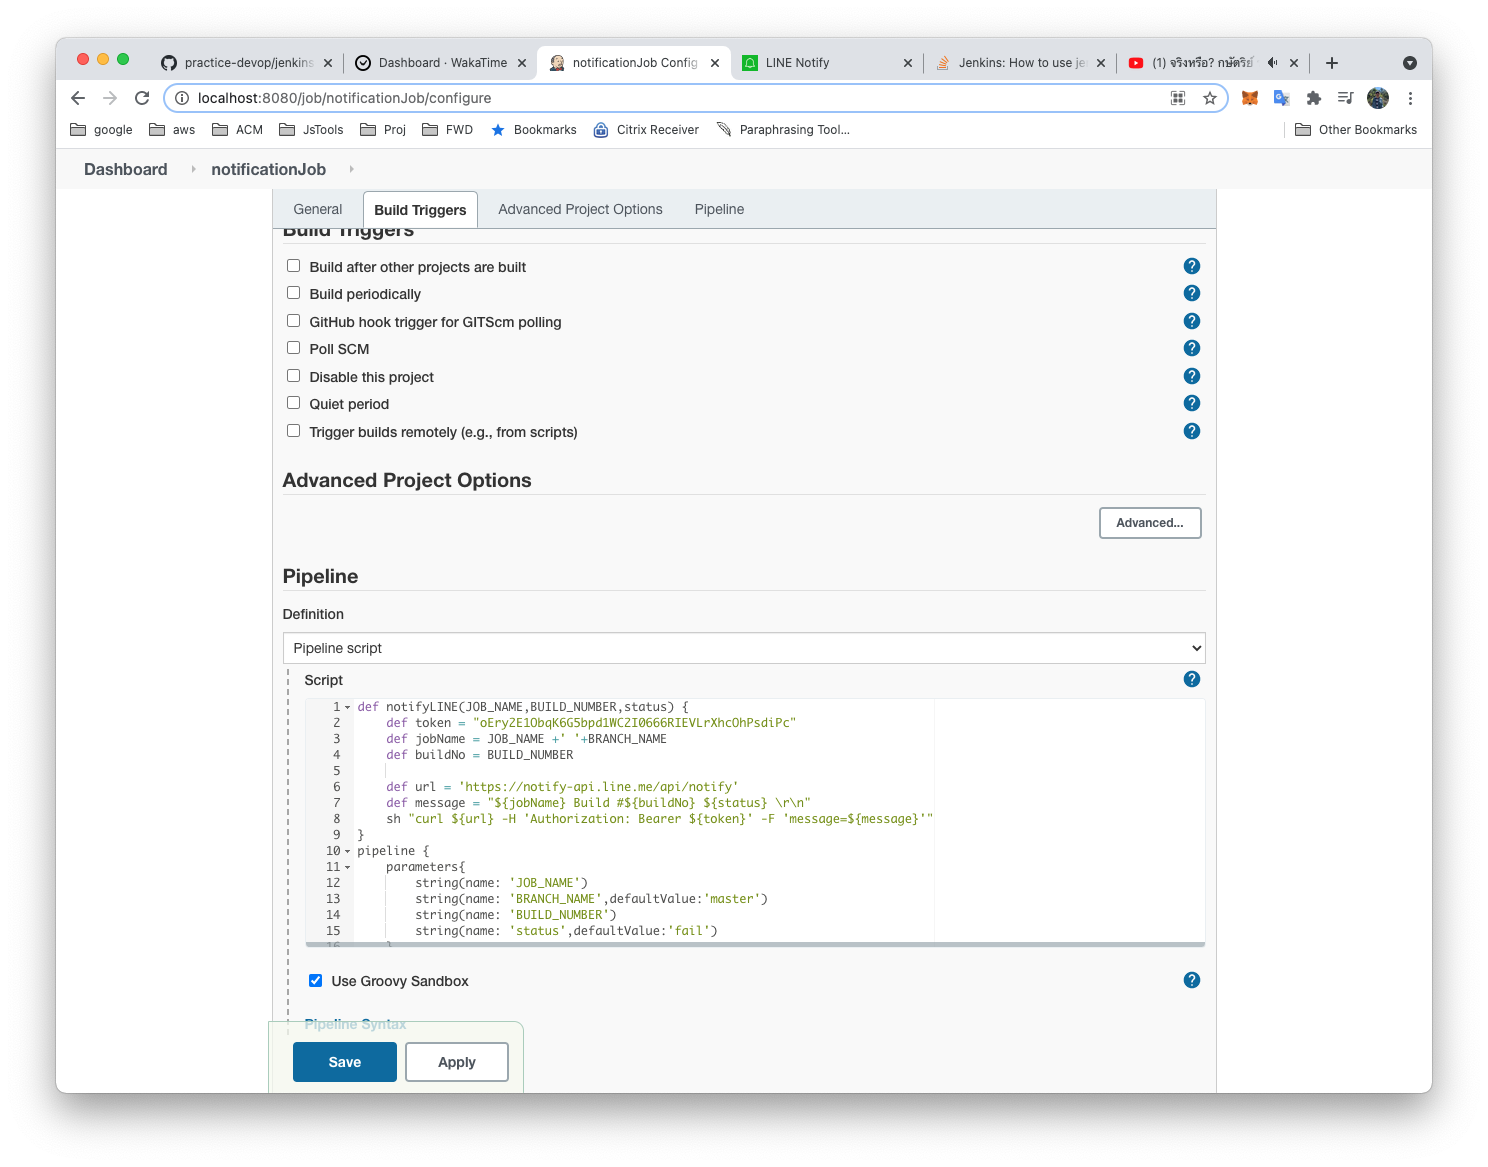 practice-devop/jenkins
Dashboard · WakaTime
notificationJob Config
LINE Notify
Jenkins: How to use je
(1) จริงหรือ? กษัตริย์
localhost:8080/job/notificationJob/configure
google
aws
ACM
JsTools
Proj
FWD
Bookmarks
Citrix Receiver
Paraphrasing Tool...
Other Bookmarks
Dashboard
notificationJob
General
Build Triggers
Advanced Project Options
Pipeline
Build Triggers
Build after other projects are built
Build periodically
GitHub hook trigger for GITScm polling
Poll SCM
Disable this project
Quiet period
Trigger builds remotely (e.g., from scripts)
Advanced Project Options
Advanced...
Pipeline
Definition
Pipeline script
Script
1 def notifyLINE(JOB_NAME,BUILD_NUMBER,status) {
2 def token = "oEry2E1ObqK6G5bpd1WCZI0666RIEVLrXhcOhPsdiPc"
3 def jobName = JOB_NAME +' '+BRANCH_NAME
4 def buildNo = BUILD_NUMBER
5
6 def url = 'https://notify-api.line.me/api/notify'
7 def message = "${jobName} Build #${buildNo} ${status} \r\n"
8 sh "curl ${url} -H 'Authorization: Bearer ${token}' -F 'message=${message}'"
9 }
10 pipeline {
11 parameters{
12 string(name: 'JOB_NAME')
13 string(name: 'BRANCH_NAME',defaultValue:'master')
14 string(name: 'BUILD_NUMBER')
15 string(name: 'status',defaultValue:'fail')
16 }
Use Groovy Sandbox
Pipeline Syntax
Save
Apply